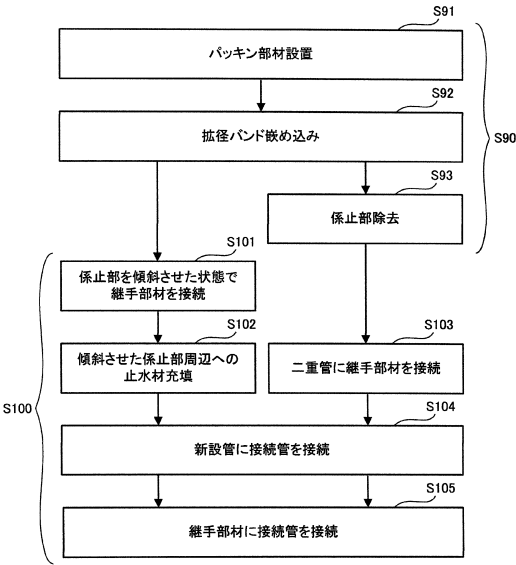 S91
パッキン部材設置
S92
拡径バンド嵌め込み
S90
S93
係止部除去
S101
係止部を傾斜させた状態で
継手部材を接続
S102
傾斜させた係止部周辺への
止水材充填
S103
二重管に継手部材を接続
S100
S104
新設管に接続管を接続
S105
継手部材に接続管を接続